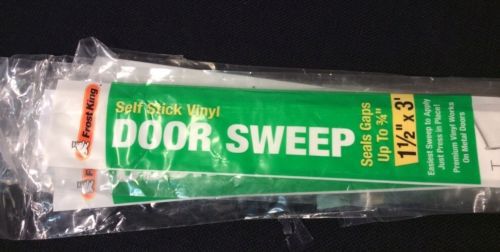 Frost King
Self Stick Vinyl
DOOR SWEEP
Seals Gaps
Up To ¾"
1½" x 3'
Easiest Sweep to Apply
Just Press in Place!
Premium Vinyl Works
On Metal Doors